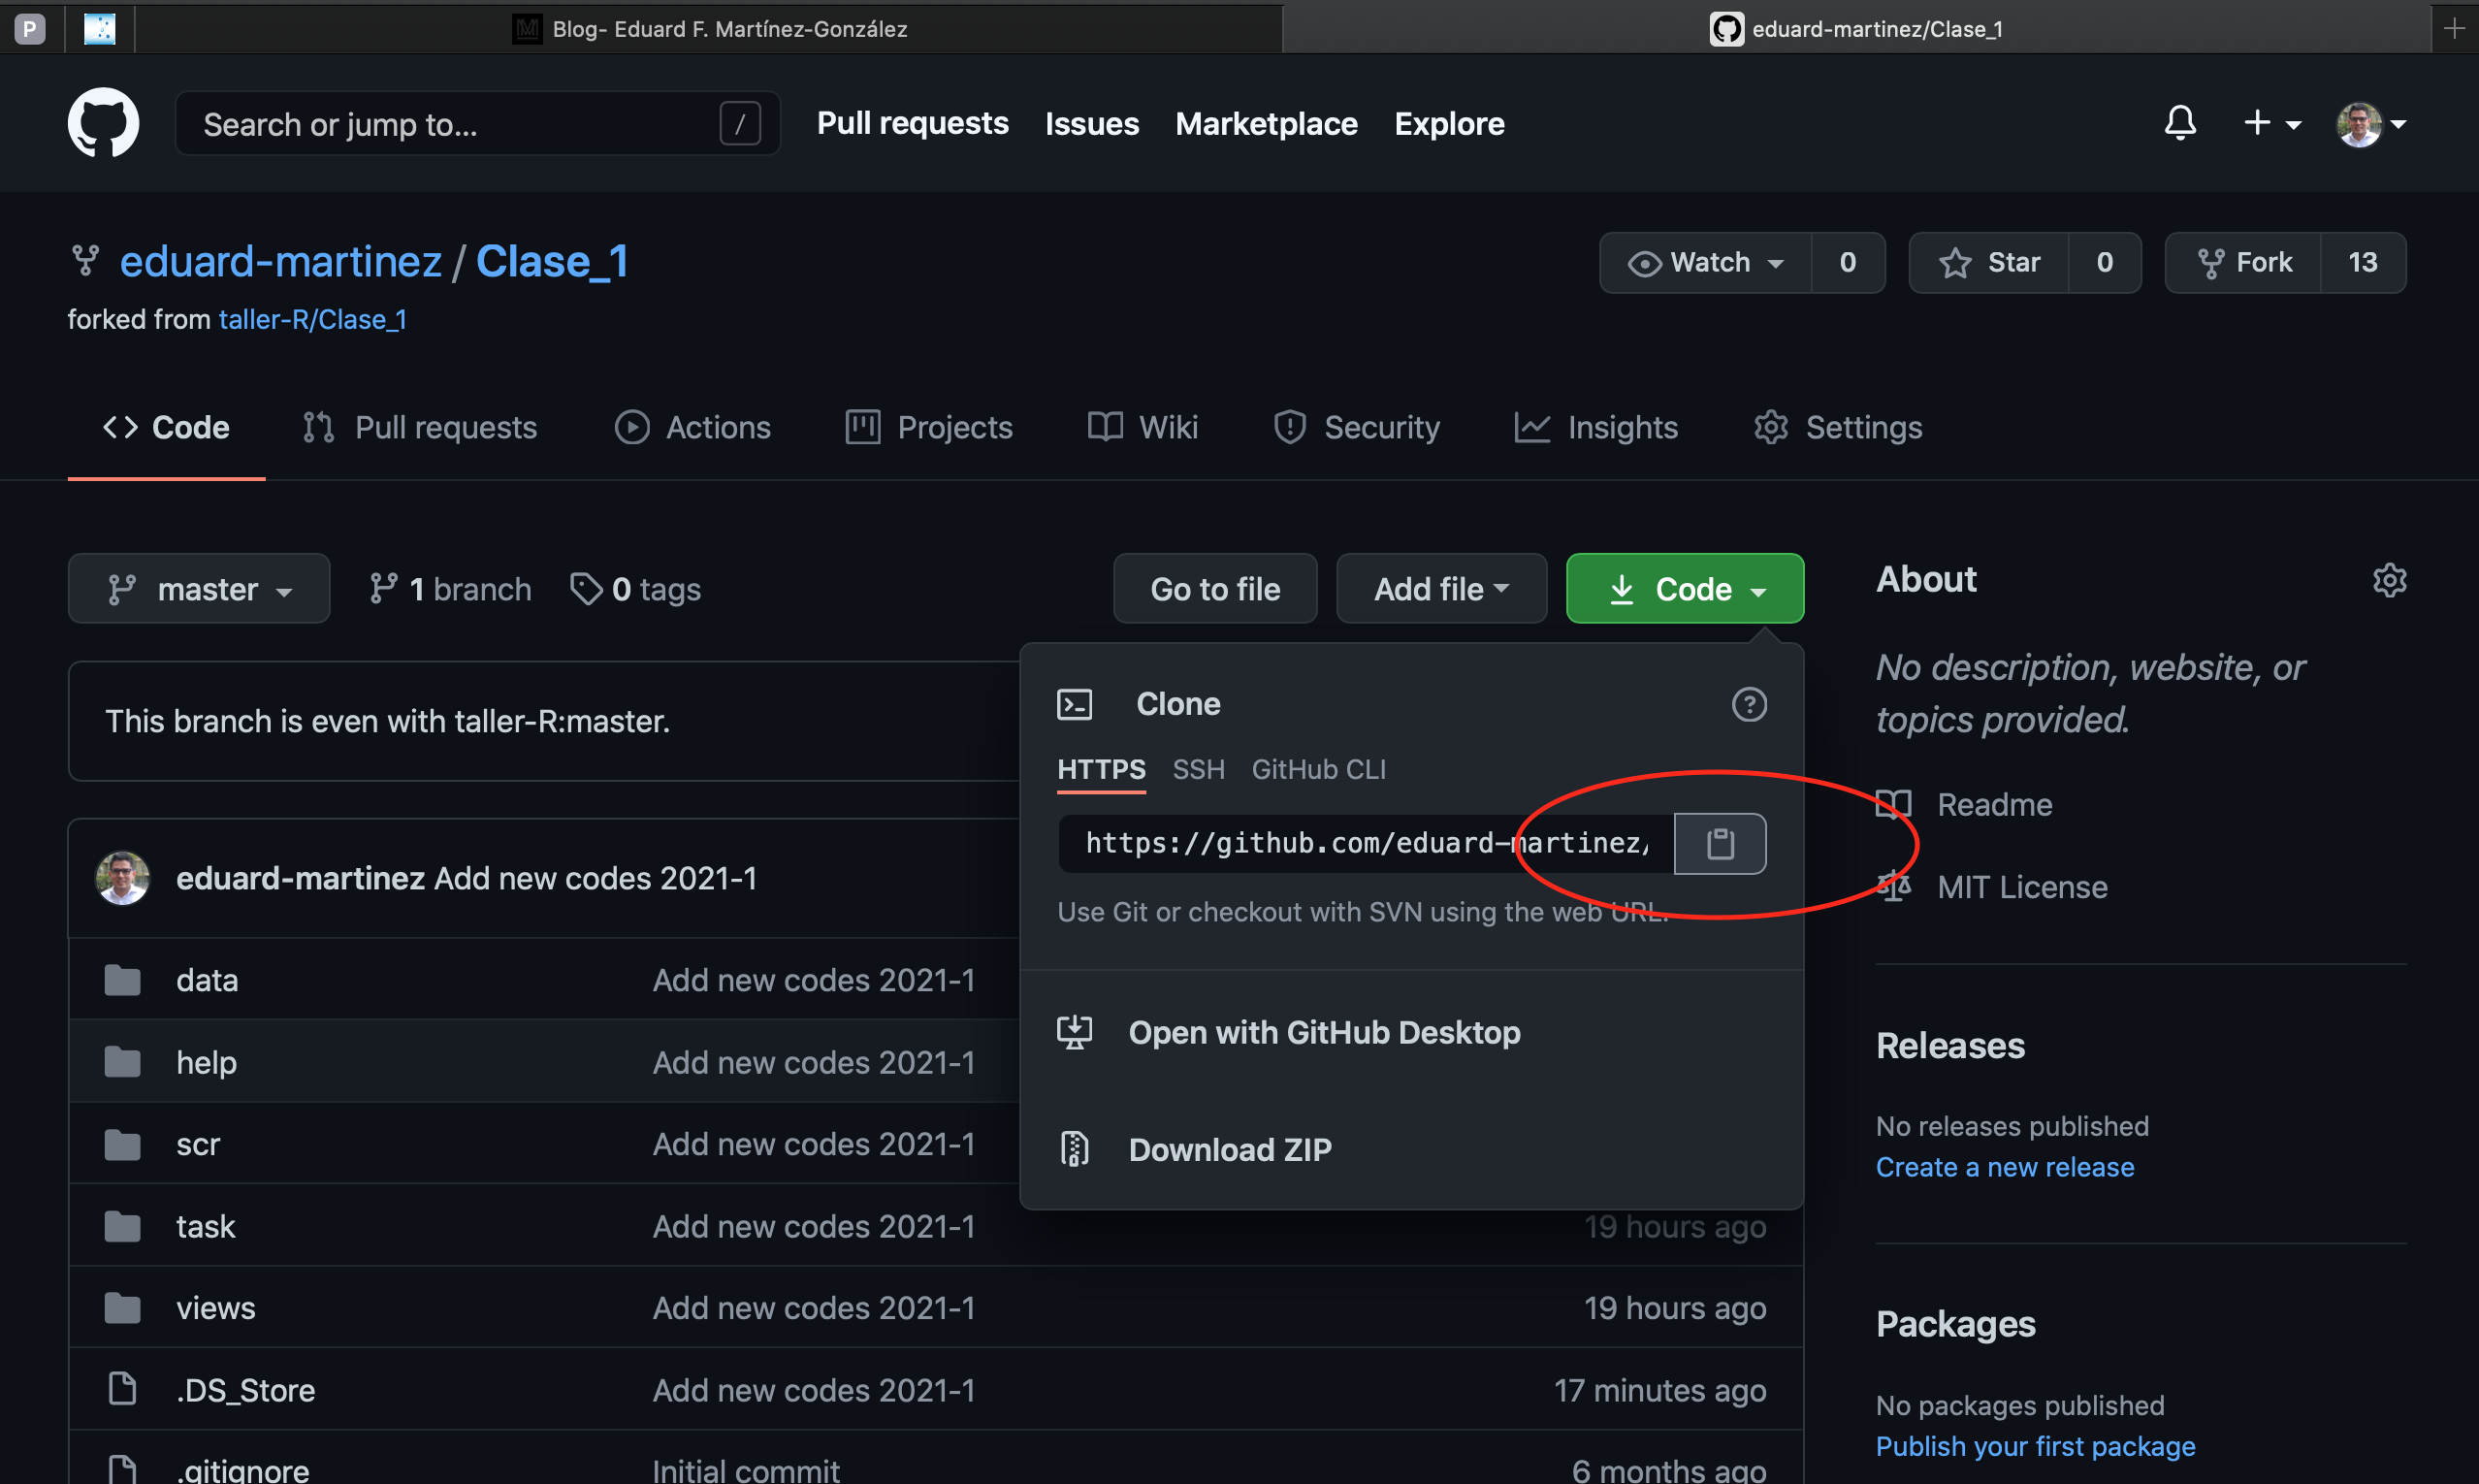 P
Blog- Eduard F. Martínez-González
eduard-martinez/Clase_1
Search or jump to... /
Pull requests Issues Marketplace Explore
eduard-martinez / Clase_1
Watch 0 Star 0 Fork 13
forked from taller-R/Clase_1
Code Pull requests Actions Projects Wiki Security Insights Settings
master 1 branch 0 tags Go to file Add file Code
About
No description, website, or
topics provided.
This branch is even with taller-R:master.
Clone
HTTPS SSH GitHub CLI
https://github.com/eduard-martinez/
Use Git or checkout with SVN using the web URL.
Open with GitHub Desktop
Download ZIP
Readme
MIT License
eduard-martinez Add new codes 2021-1
data Add new codes 2021-1
help Add new codes 2021-1
scr Add new codes 2021-1
task Add new codes 2021-1 19 hours ago
views Add new codes 2021-1 19 hours ago
.DS_Store Add new codes 2021-1 17 minutes ago
.gitignore Initial commit 6 months ago
Releases
No releases published
Create a new release
Packages
No packages published
Publish your first package